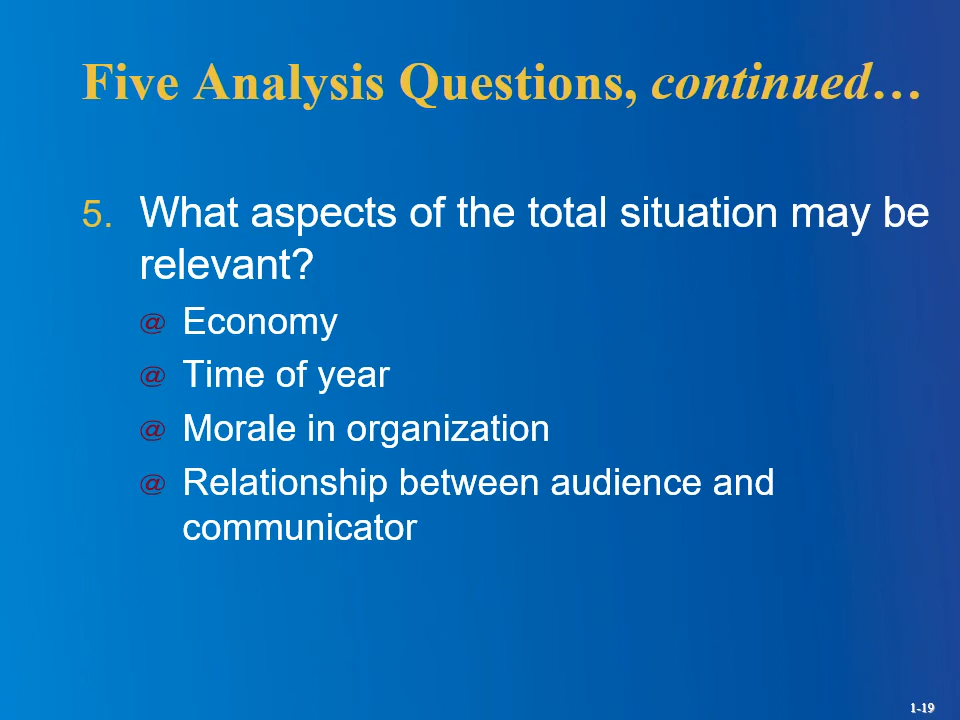 Five Analysis Questions, continued…
5. What aspects of the total situation may be
relevant?
@ Economy
@ Time of year
@ Morale in organization
@ Relationship between audience and
communicator
1-19